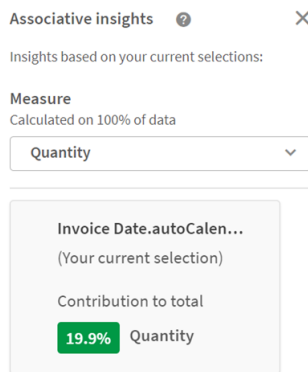 Associative insights ?
Insights based on your current selections:
Measure
Calculated on 100% of data
Quantity
Invoice Date.autoCalen...
(Your current selection)
Contribution to total
19.9% Quantity